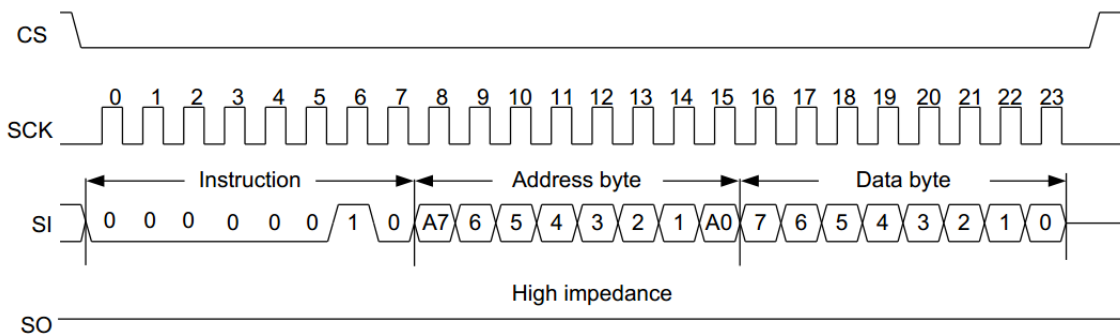 CS
0 1 2 3 4 5 6 7 8 9 10 11 12 13 14 15 16 17 18 19 20 21 22 23
SCK
Instruction Address byte Data byte
SI 0 0 0 0 0 0 1 0 A7 6 5 4 3 2 1 A0 7 6 5 4 3 2 1 0
High impedance
SO